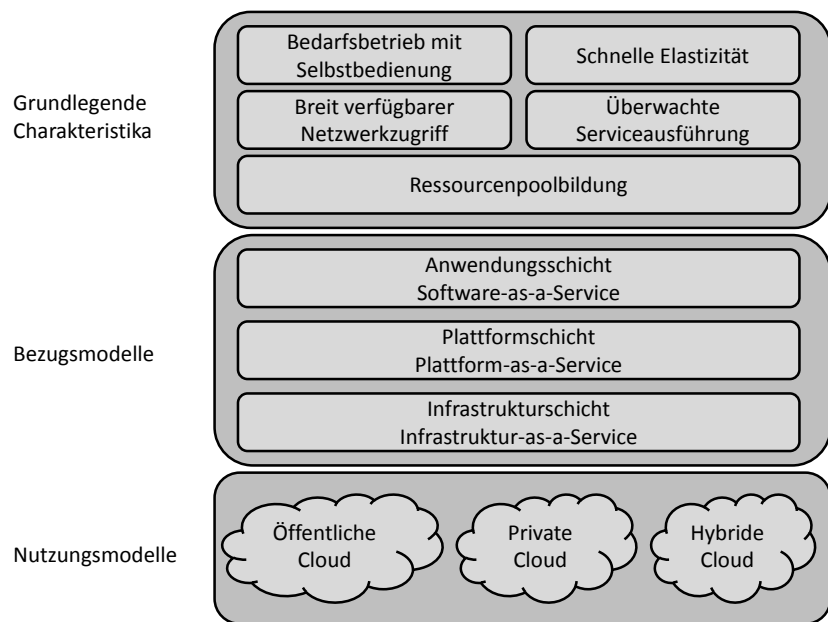 Grundlegende
Charakteristika
Bedarfsbetrieb mit
Selbstbedienung
Schnelle Elastizität
Breit verfügbarer
Netzwerkzugriff
Überwachte
Serviceausführung
Ressourcenpoolbildung
Bezugsmodelle
Anwendungsschicht
Software-as-a-Service
Plattformschicht
Plattform-as-a-Service
Infrastrukturschicht
Infrastruktur-as-a-Service
Nutzungsmodelle
Öffentliche
Cloud
Private
Cloud
Hybride
Cloud